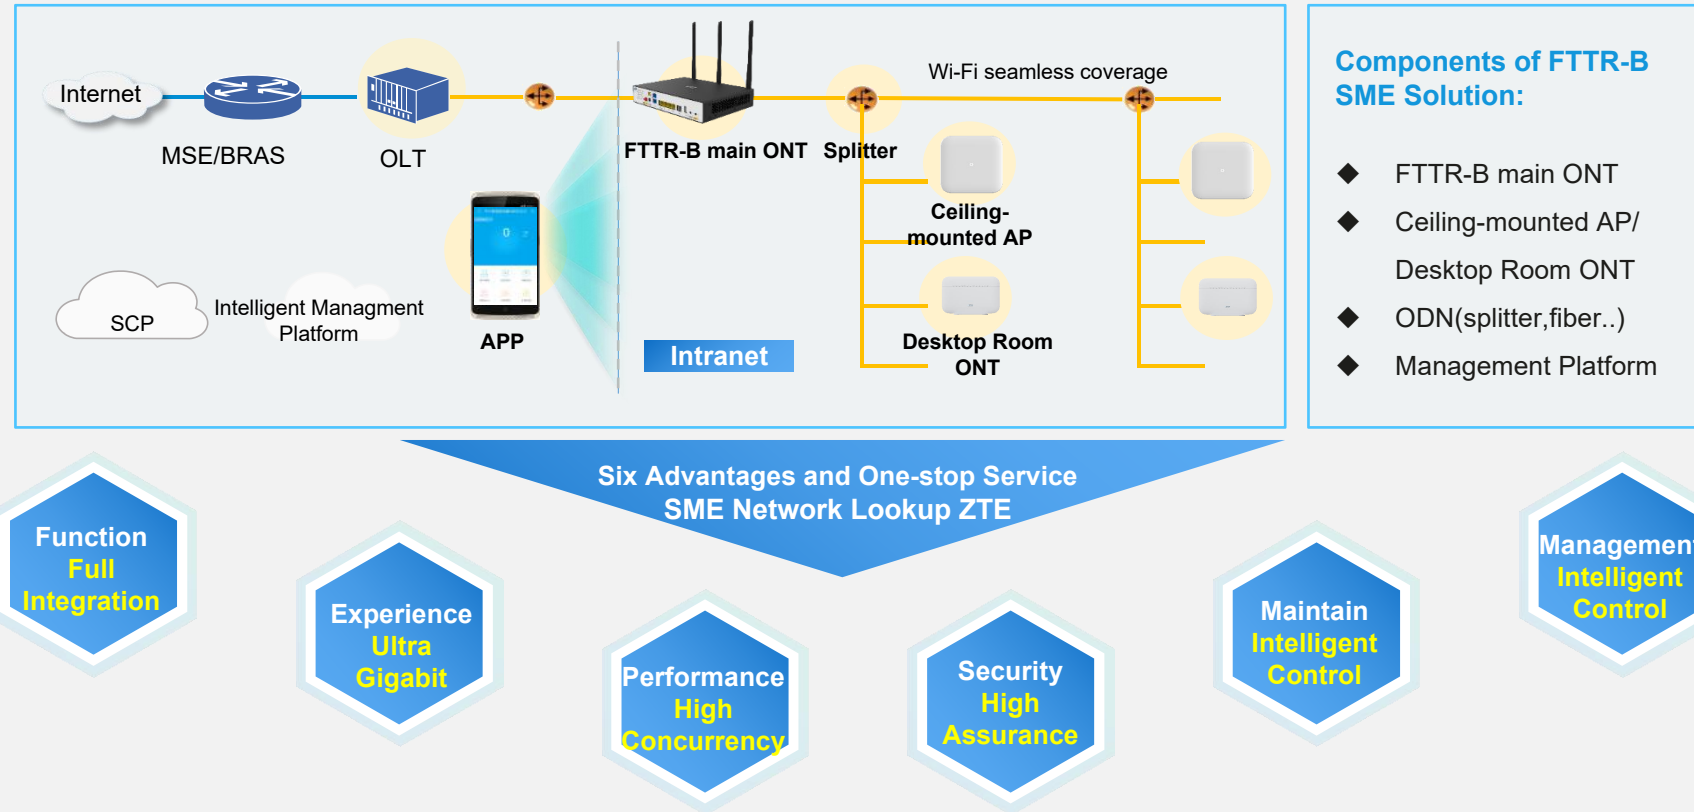 Internet
MSE/BRAS
OLT
FTTR-B main ONT
Splitter
Wi-Fi seamless coverage
Ceiling-
mounted AP
Desktop Room
ONT
SCP
Intelligent Managment
Platform
APP
0
Intranet
Components of FTTR-B
SME Solution:
◆ FTTR-B main ONT
◆ Ceiling-mounted AP/
Desktop Room ONT
◆ ODN(splitter,fiber..)
◆ Management Platform
Six Advantages and One-stop Service
SME Network Lookup ZTE
Function
Full
Integration
Experience
Ultra
Gigabit
Performance
High
Concurrency
Security
High
Assurance
Maintain
Intelligent
Control
Management
Intelligent
Control